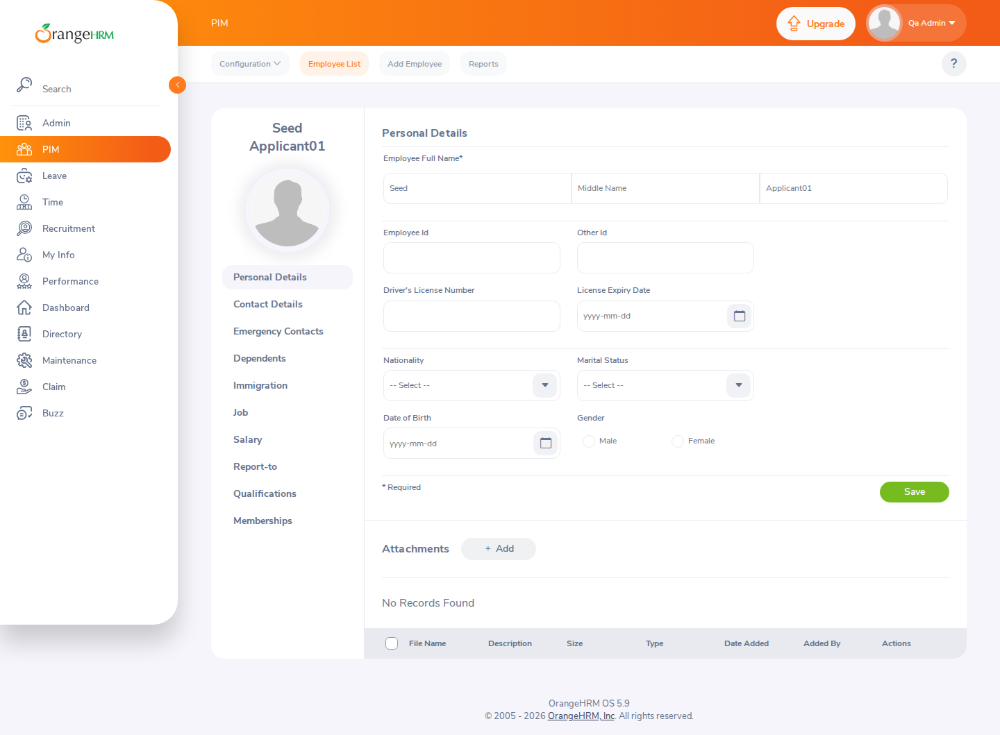 OrangeHRM
PIM
Upgrade
Qa Admin
Configuration
Employee List
Add Employee
Reports
?
Search
Admin
PIM
Leave
Time
Recruitment
My Info
Performance
Dashboard
Directory
Maintenance
Claim
Buzz
Seed
Applicant01
Personal Details
Contact Details
Emergency Contacts
Dependents
Immigration
Job
Salary
Report-to
Qualifications
Memberships
Personal Details
Employee Full Name*
Seed
Middle Name
Applicant01
Employee Id
Other Id
Driver's License Number
License Expiry Date
yyyy-mm-dd
Nationality
Marital Status
-- Select --
-- Select --
Date of Birth
Gender
yyyy-mm-dd
Male
Female
* Required
Save
Attachments
+ Add
No Records Found
File Name
Description
Size
Type
Date Added
Added By
Actions
OrangeHRM OS 5.9
© 2005 - 2026 OrangeHRM, Inc. All rights reserved.